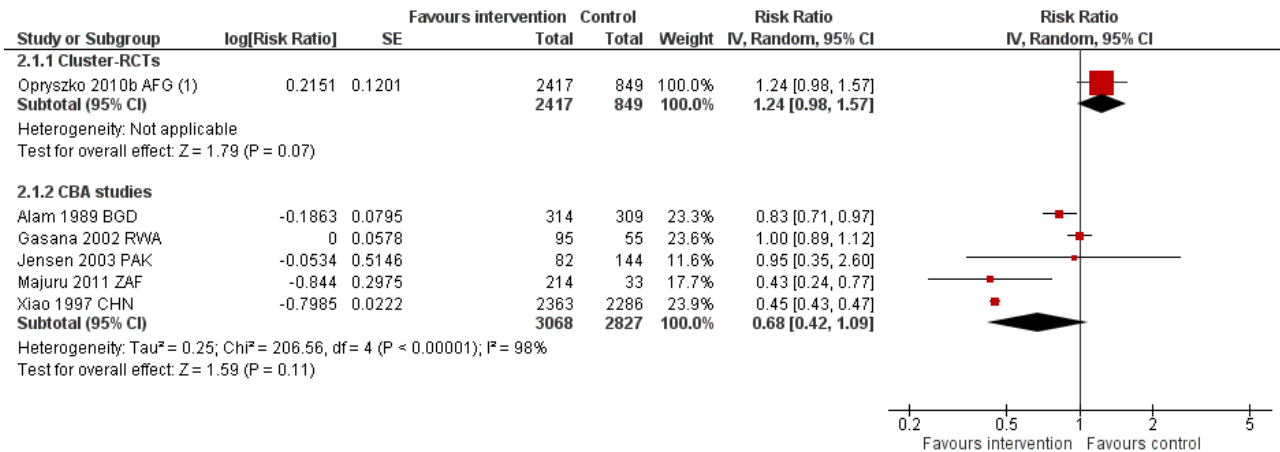 Favours intervention Control Risk Ratio Risk Ratio
Study or Subgroup log[Risk Ratio] SE Total Total Weight IV, Random, 95% CI IV, Random, 95% CI
2.1.1 Cluster-RCTs
Opryszko 2010b AFG (1) 0.2151 0.1201 2417 849 100.0% 1.24 [0.98, 1.57]
Subtotal (95% CI) 2417 849 100.0% 1.24 [0.98, 1.57]
Heterogeneity: Not applicable
Test for overall effect: Z = 1.79 (P = 0.07)
2.1.2 CBA studies
Alam 1989 BGD -0.1863 0.0795 314 309 23.3% 0.83 [0.71, 0.97]
Gasana 2002 RWA 0 0.0578 95 55 23.6% 1.00 [0.89, 1.12]
Jensen 2003 PAK -0.0534 0.5146 82 144 11.6% 0.95 [0.35, 2.60]
Majuru 2011 ZAF -0.844 0.2975 214 33 17.7% 0.43 [0.24, 0.77]
Xiao 1997 CHN -0.7985 0.0222 2363 2286 23.9% 0.45 [0.43, 0.47]
Subtotal (95% CI) 3068 2827 100.0% 0.68 [0.42, 1.09]
Heterogeneity: Tau² = 0.25; Chi² = 206.56, df = 4 (P < 0.00001); I² = 98%
Test for overall effect: Z = 1.59 (P = 0.11)
0.2 0.5 1 2 5
Favours intervention Favours control